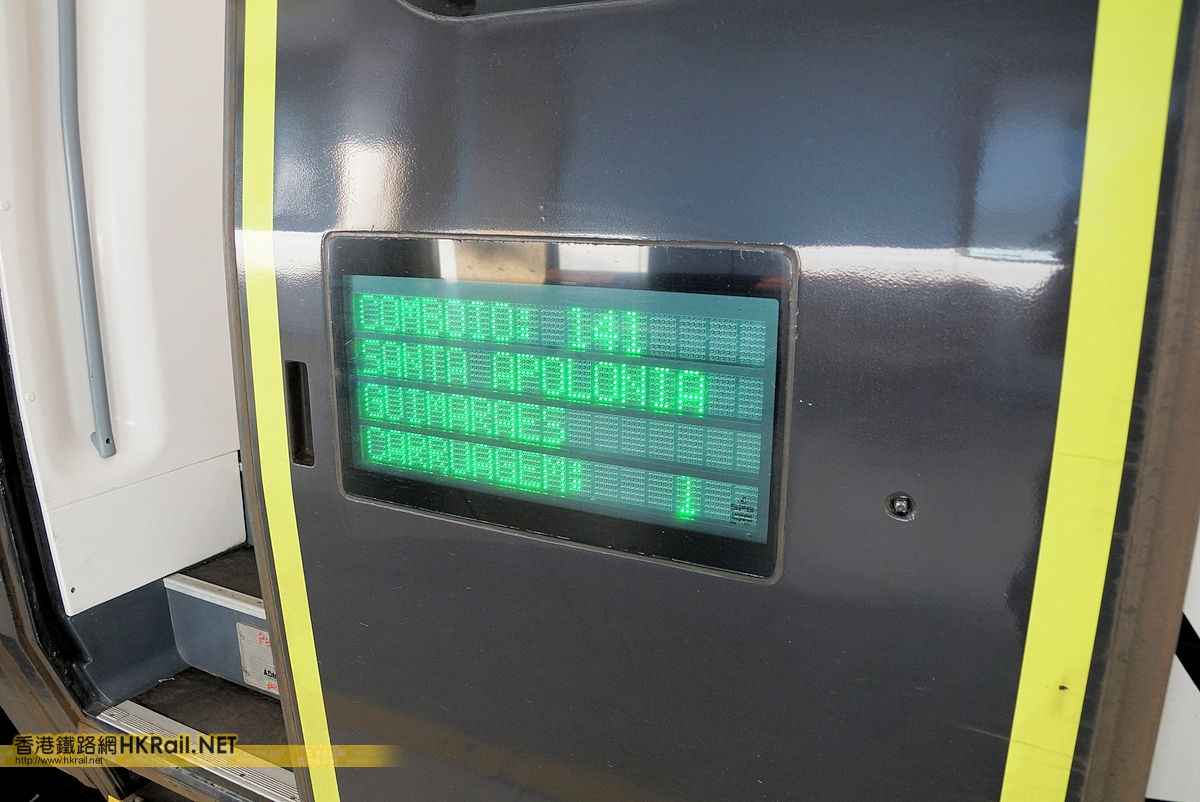 COMBOIO: 141
SANTA APOLONIA
GUIMARAES
CARRUAGEM: 1
香港鐵路網HKRail.NET
http://www.hkrail.net